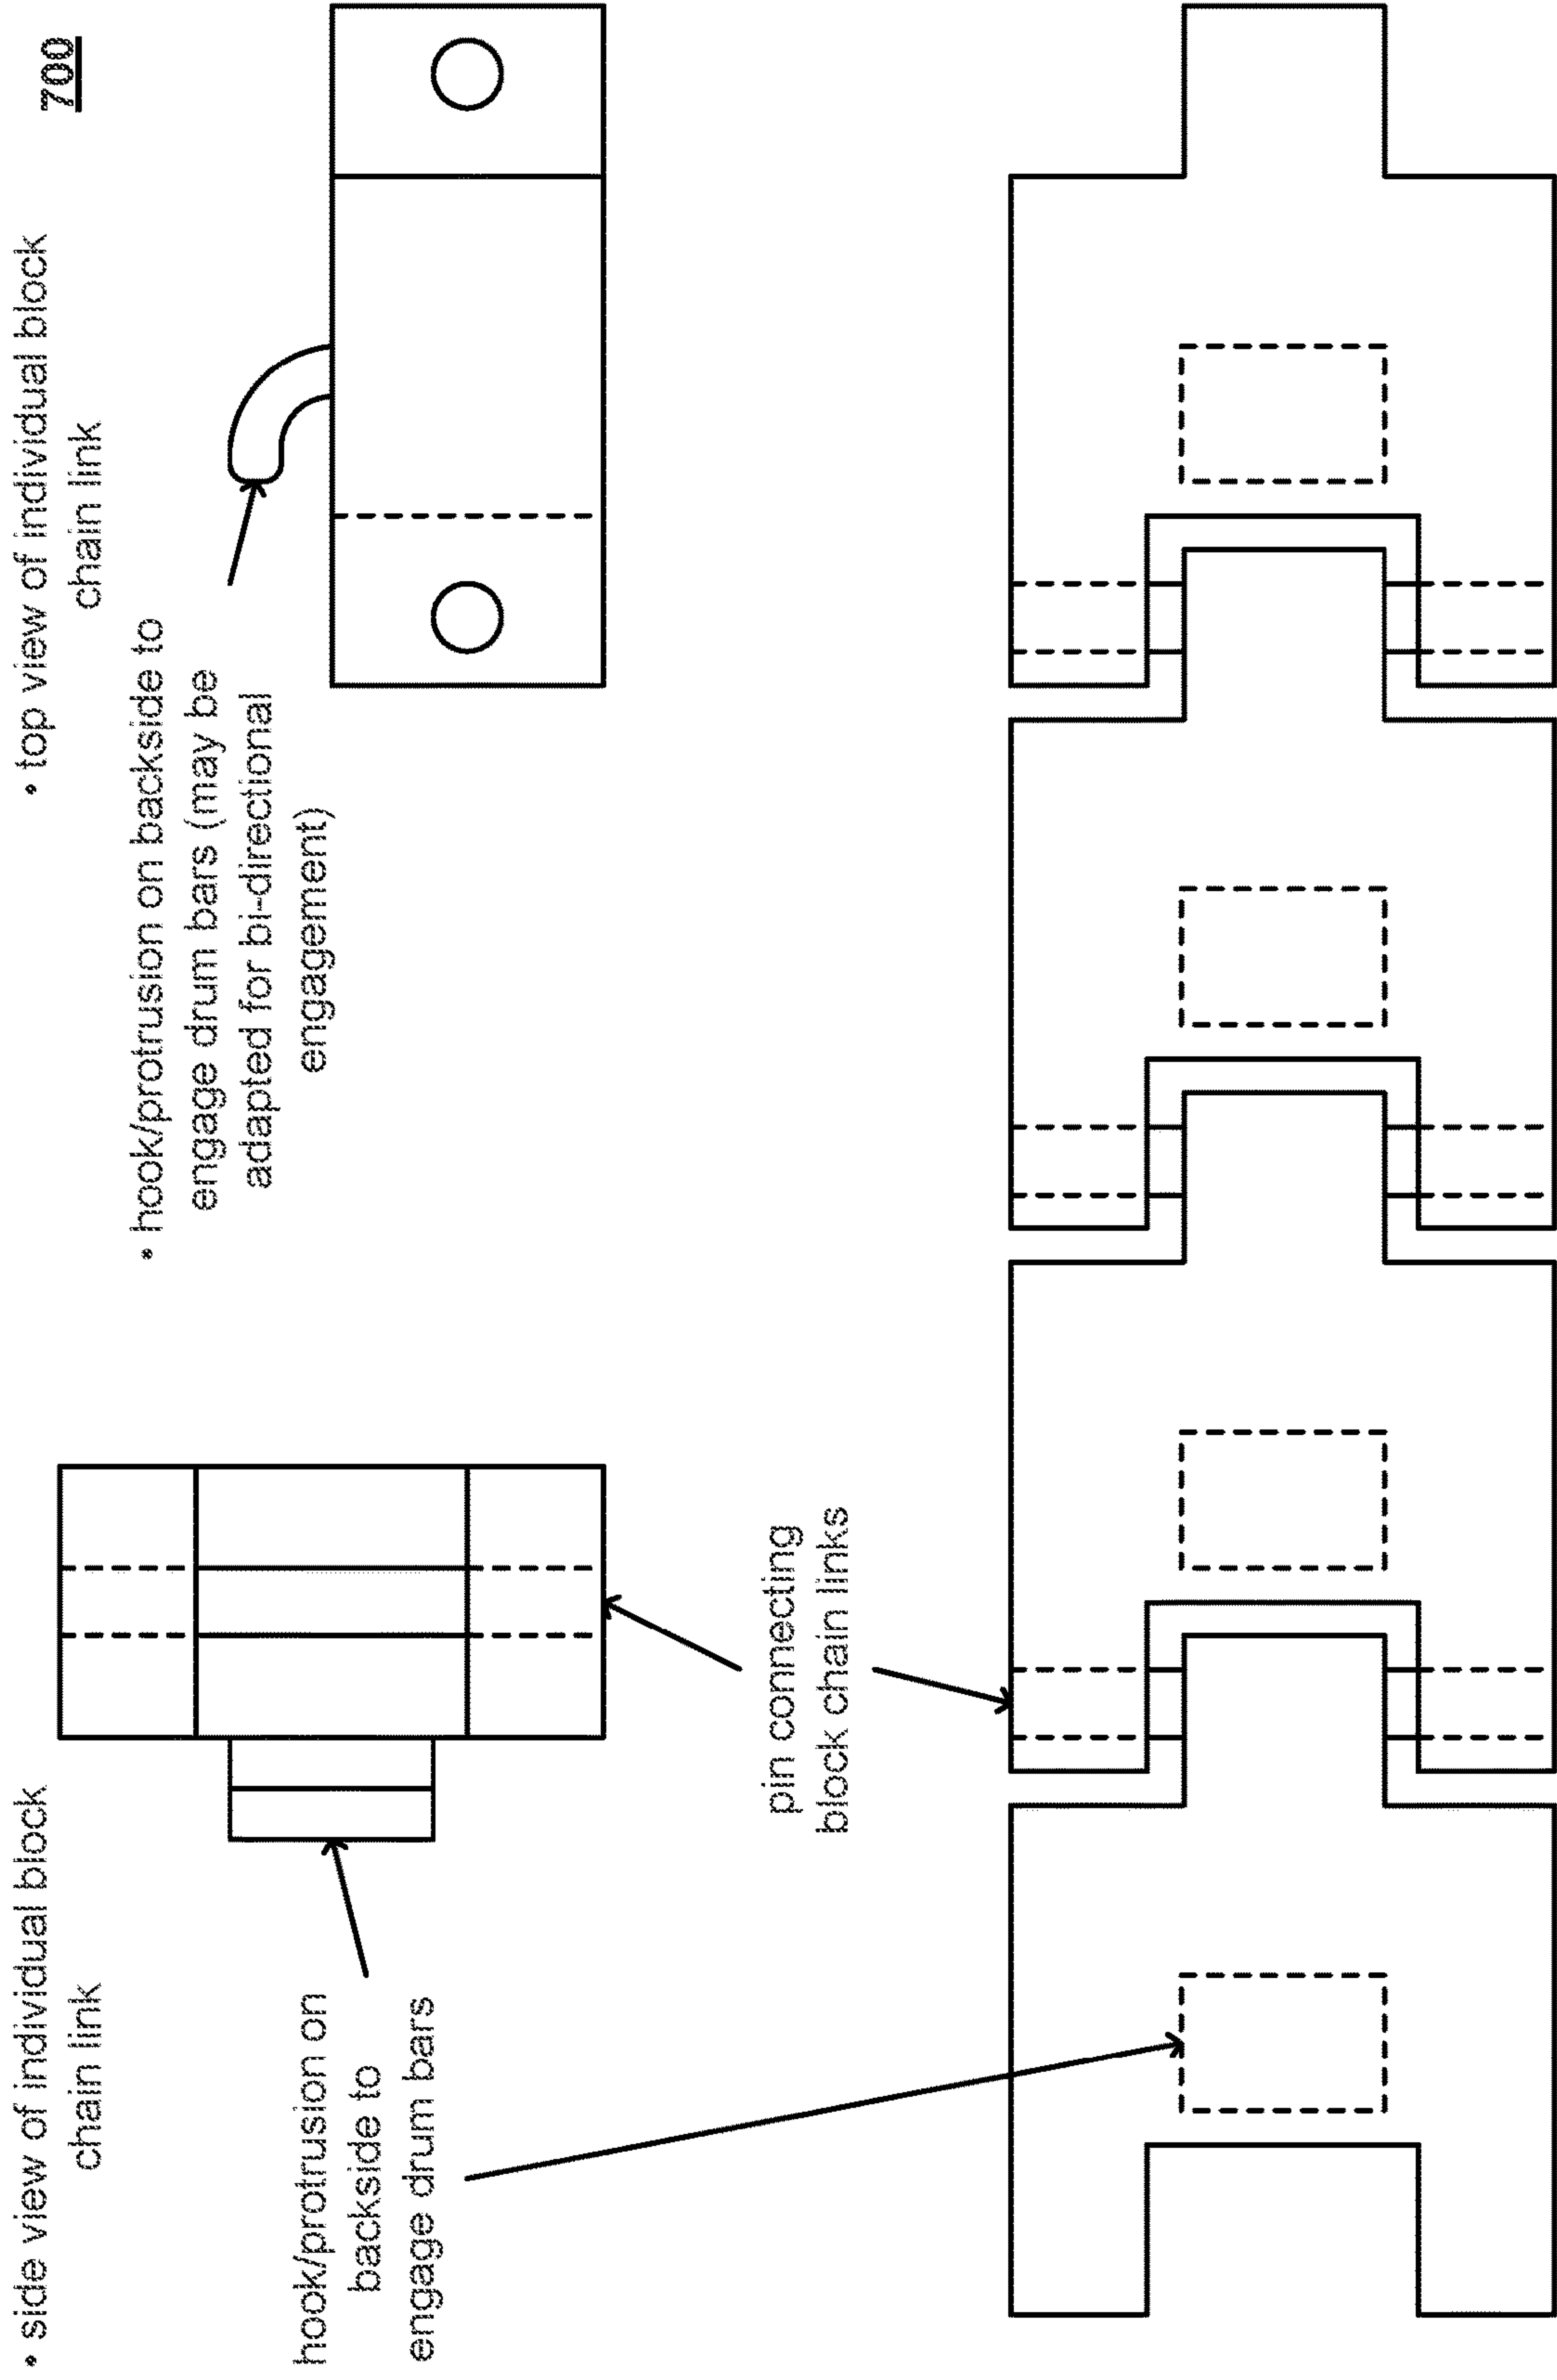 • side view of individual block
chain link
hook/protrusion on
backside to
engage drum bars
pin connecting
block chain links
• top view of individual block
chain link
700
• hook/protrusion on backside to
engage drum bars (may be
adapted for bi-directional
engagement)